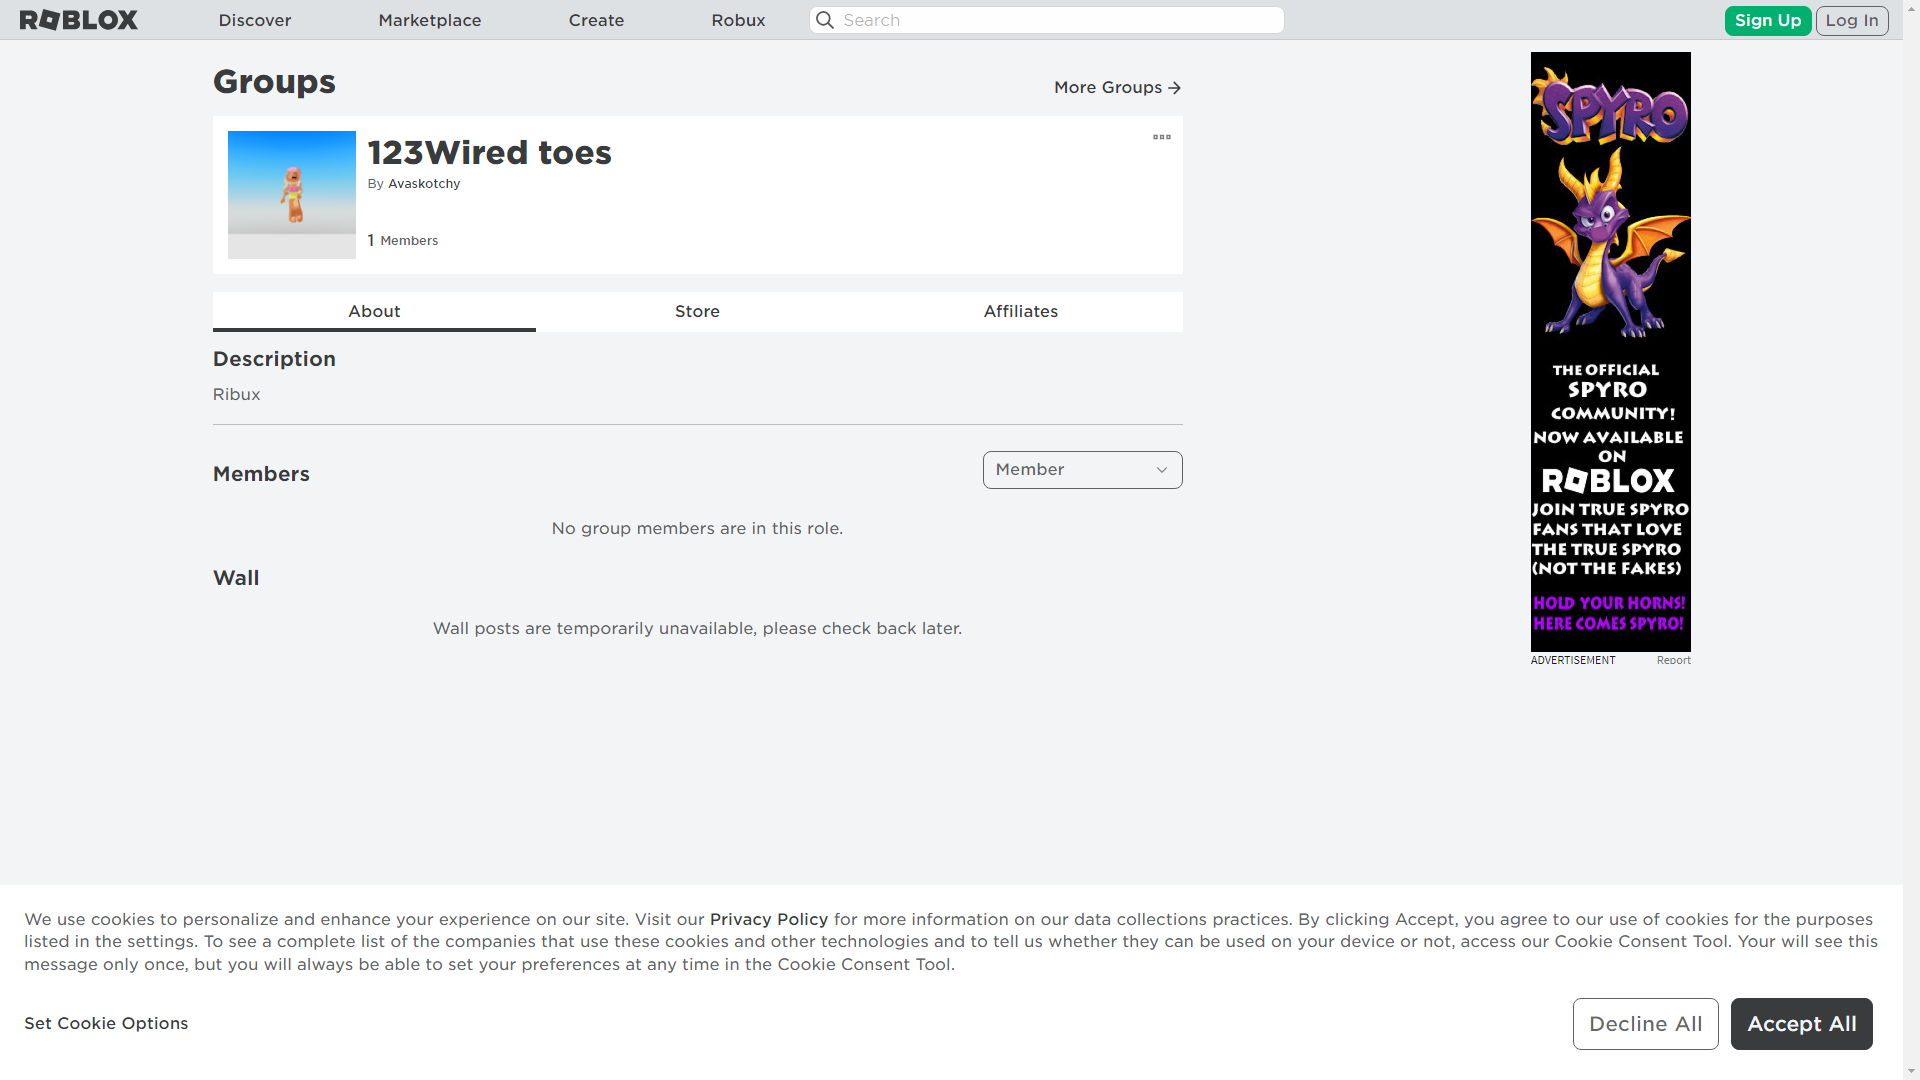 ROBLOX
Discover
Marketplace
Create
Robux
Search
Sign Up
Log In
Groups
More Groups
123Wired toes
By Avaskotchy
1 Members
About
Store
Affiliates
Description
Ribux
Members
Member
No group members are in this role.
Wall
Wall posts are temporarily unavailable, please check back later.
SPYRO
THE OFFICIAL
SPYRO
COMMUNITY!
NOW AVAILABLE
ON
ROBLOX
JOIN TRUE SPYRO
FANS THAT LOVE
THE TRUE SPYRO
(NOT THE FAKES)
HOLD YOUR HORNS!
HERE COMES SPYRO!
ADVERTISEMENT
Report
We use cookies to personalize and enhance your experience on our site. Visit our Privacy Policy for more information on our data collections practices. By clicking Accept, you agree to our use of cookies for the purposes
listed in the settings. To see a complete list of the companies that use these cookies and other technologies and to tell us whether they can be used on your device or not, access our Cookie Consent Tool. Your will see this
message only once, but you will always be able to set your preferences at any time in the Cookie Consent Tool.
Set Cookie Options
Decline All
Accept All